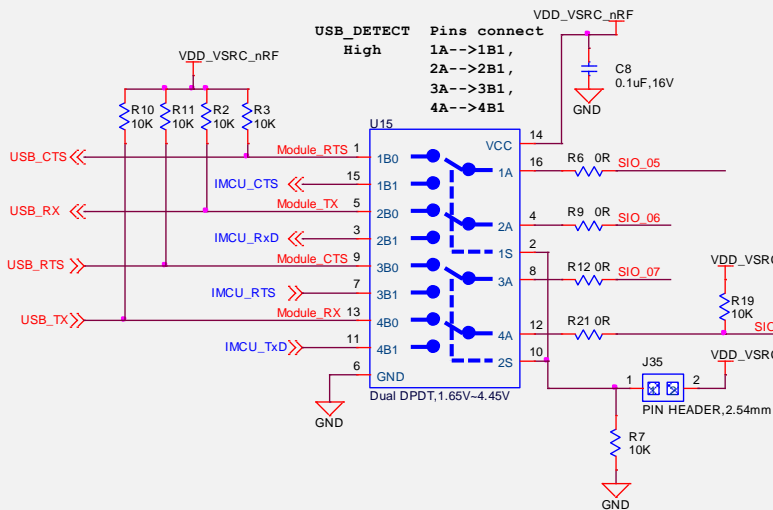 USB_DETECT Pins connect
High 1A-->1B1,
2A-->2B1,
3A-->3B1,
4A-->4B1
VDD_VSRC_nRF
C8
0.1uF,16V
GND
VDD_VSRC_nRF
R10
10K
R11
10K
R2
10K
R3
10K
U15
USB_CTS
Module_RTS
1
1B0
IMCU_CTS
15
1B1
USB_RX
Module_TX
5
2B0
IMCU_RxD
3
2B1
USB_RTS
Module_CTS
9
3B0
IMCU_RTS
7
3B1
USB_TX
Module_RX
13
4B0
IMCU_TxD
11
4B1
6
GND
GND
VCC
14
1A
16
R6 0R
SIO_05
2A
4
R9 0R
SIO_06
1S
2
3A
8
R12 0R
SIO_07
4A
12
R21 0R
SIO
2S
10
Dual DPDT,1.65V~4.45V
VDD_VSRC
R19
10K
J35
1
2
VDD_VSRC
PIN HEADER,2.54mm
R7
10K
GND